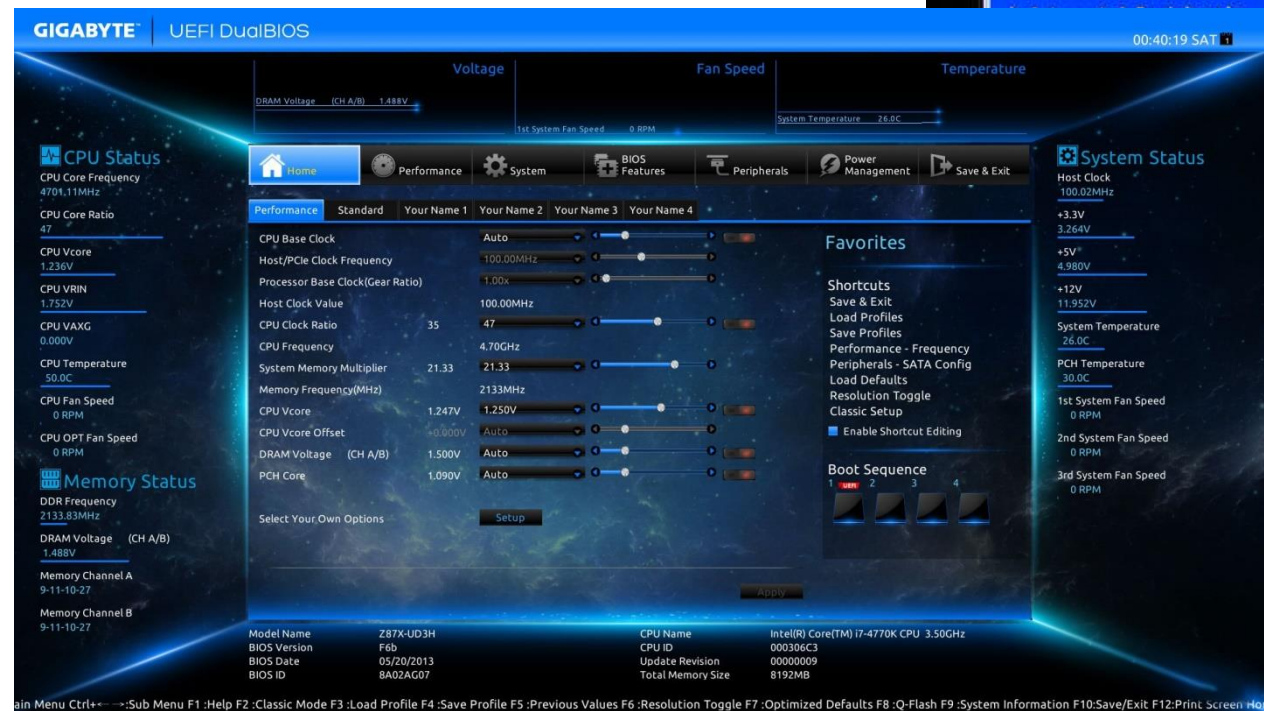 GIGABYTE™ UEFI DualBIOS
00:40:19 SAT 1
Voltage
DRAM Voltage (CH A/B) 1.488V
Fan Speed
1st System Fan Speed 0 RPM
Temperature
System Temperature 26.0C
CPU Status
CPU Core Frequency
4701.11MHz
CPU Core Ratio
47
CPU Vcore
1.236V
CPU VRIN
1.752V
CPU VAXG
0.000V
CPU Temperature
50.0C
CPU Fan Speed
0 RPM
CPU OPT Fan Speed
0 RPM
Memory Status
DDR Frequency
2133.83MHz
DRAM Voltage (CH A/B)
1.488V
Memory Channel A
9-11-10-27
Memory Channel B
9-11-10-27
Home
Performance
System
BIOS
Features
Peripherals
Power
Management
Save & Exit
Performance Standard Your Name 1 Your Name 2 Your Name 3 Your Name 4
CPU Base Clock Auto
Host/PCIe Clock Frequency 100.00MHz
Processor Base Clock(Gear Ratio) 1.00x
Host Clock Value 100.00MHz
CPU Clock Ratio 35 47
CPU Frequency 4.70GHz
System Memory Multiplier 21.33 21.33
Memory Frequency(MHz) 2133MHz
CPU Vcore 1.247V 1.250V
CPU Vcore Offset +0.000V Auto
DRAM Voltage (CH A/B) 1.500V Auto
PCH Core 1.090V Auto
Select Your Own Options Setup
Apply
Favorites
Shortcuts
Save & Exit
Load Profiles
Save Profiles
Performance - Frequency
Peripherals - SATA Config
Load Defaults
Resolution Toggle
Classic Setup
Enable Shortcut Editing
Boot Sequence
1 UEFI 2 3 4
System Status
Host Clock
100.02MHz
+3.3V
3.264V
+5V
4.980V
+12V
11.952V
System Temperature
26.0C
PCH Temperature
30.0C
1st System Fan Speed
0 RPM
2nd System Fan Speed
0 RPM
3rd System Fan Speed
0 RPM
Model Name Z87X-UD3H CPU Name Intel(R) Core(TM) i7-4770K CPU 3.50GHz
BIOS Version F6b CPU ID 000306C3
BIOS Date 05/20/2013 Update Revision 00000009
BIOS ID 8A02AG07 Total Memory Size 8192MB
ain Menu Ctrl+← →:Sub Menu F1 :Help F2 :Classic Mode F3 :Load Profile F4 :Save Profile F5 :Previous Values F6 :Resolution Toggle F7 :Optimized Defaults F8 :Q-Flash F9 :System Information F10:Save/Exit F12:Print Screen Ho